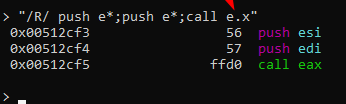 > "/R/ push e*;push e*;call e.x"
0x00512cf3 56 push esi
0x00512cf4 57 push edi
0x00512cf5 ffd0 call eax
>